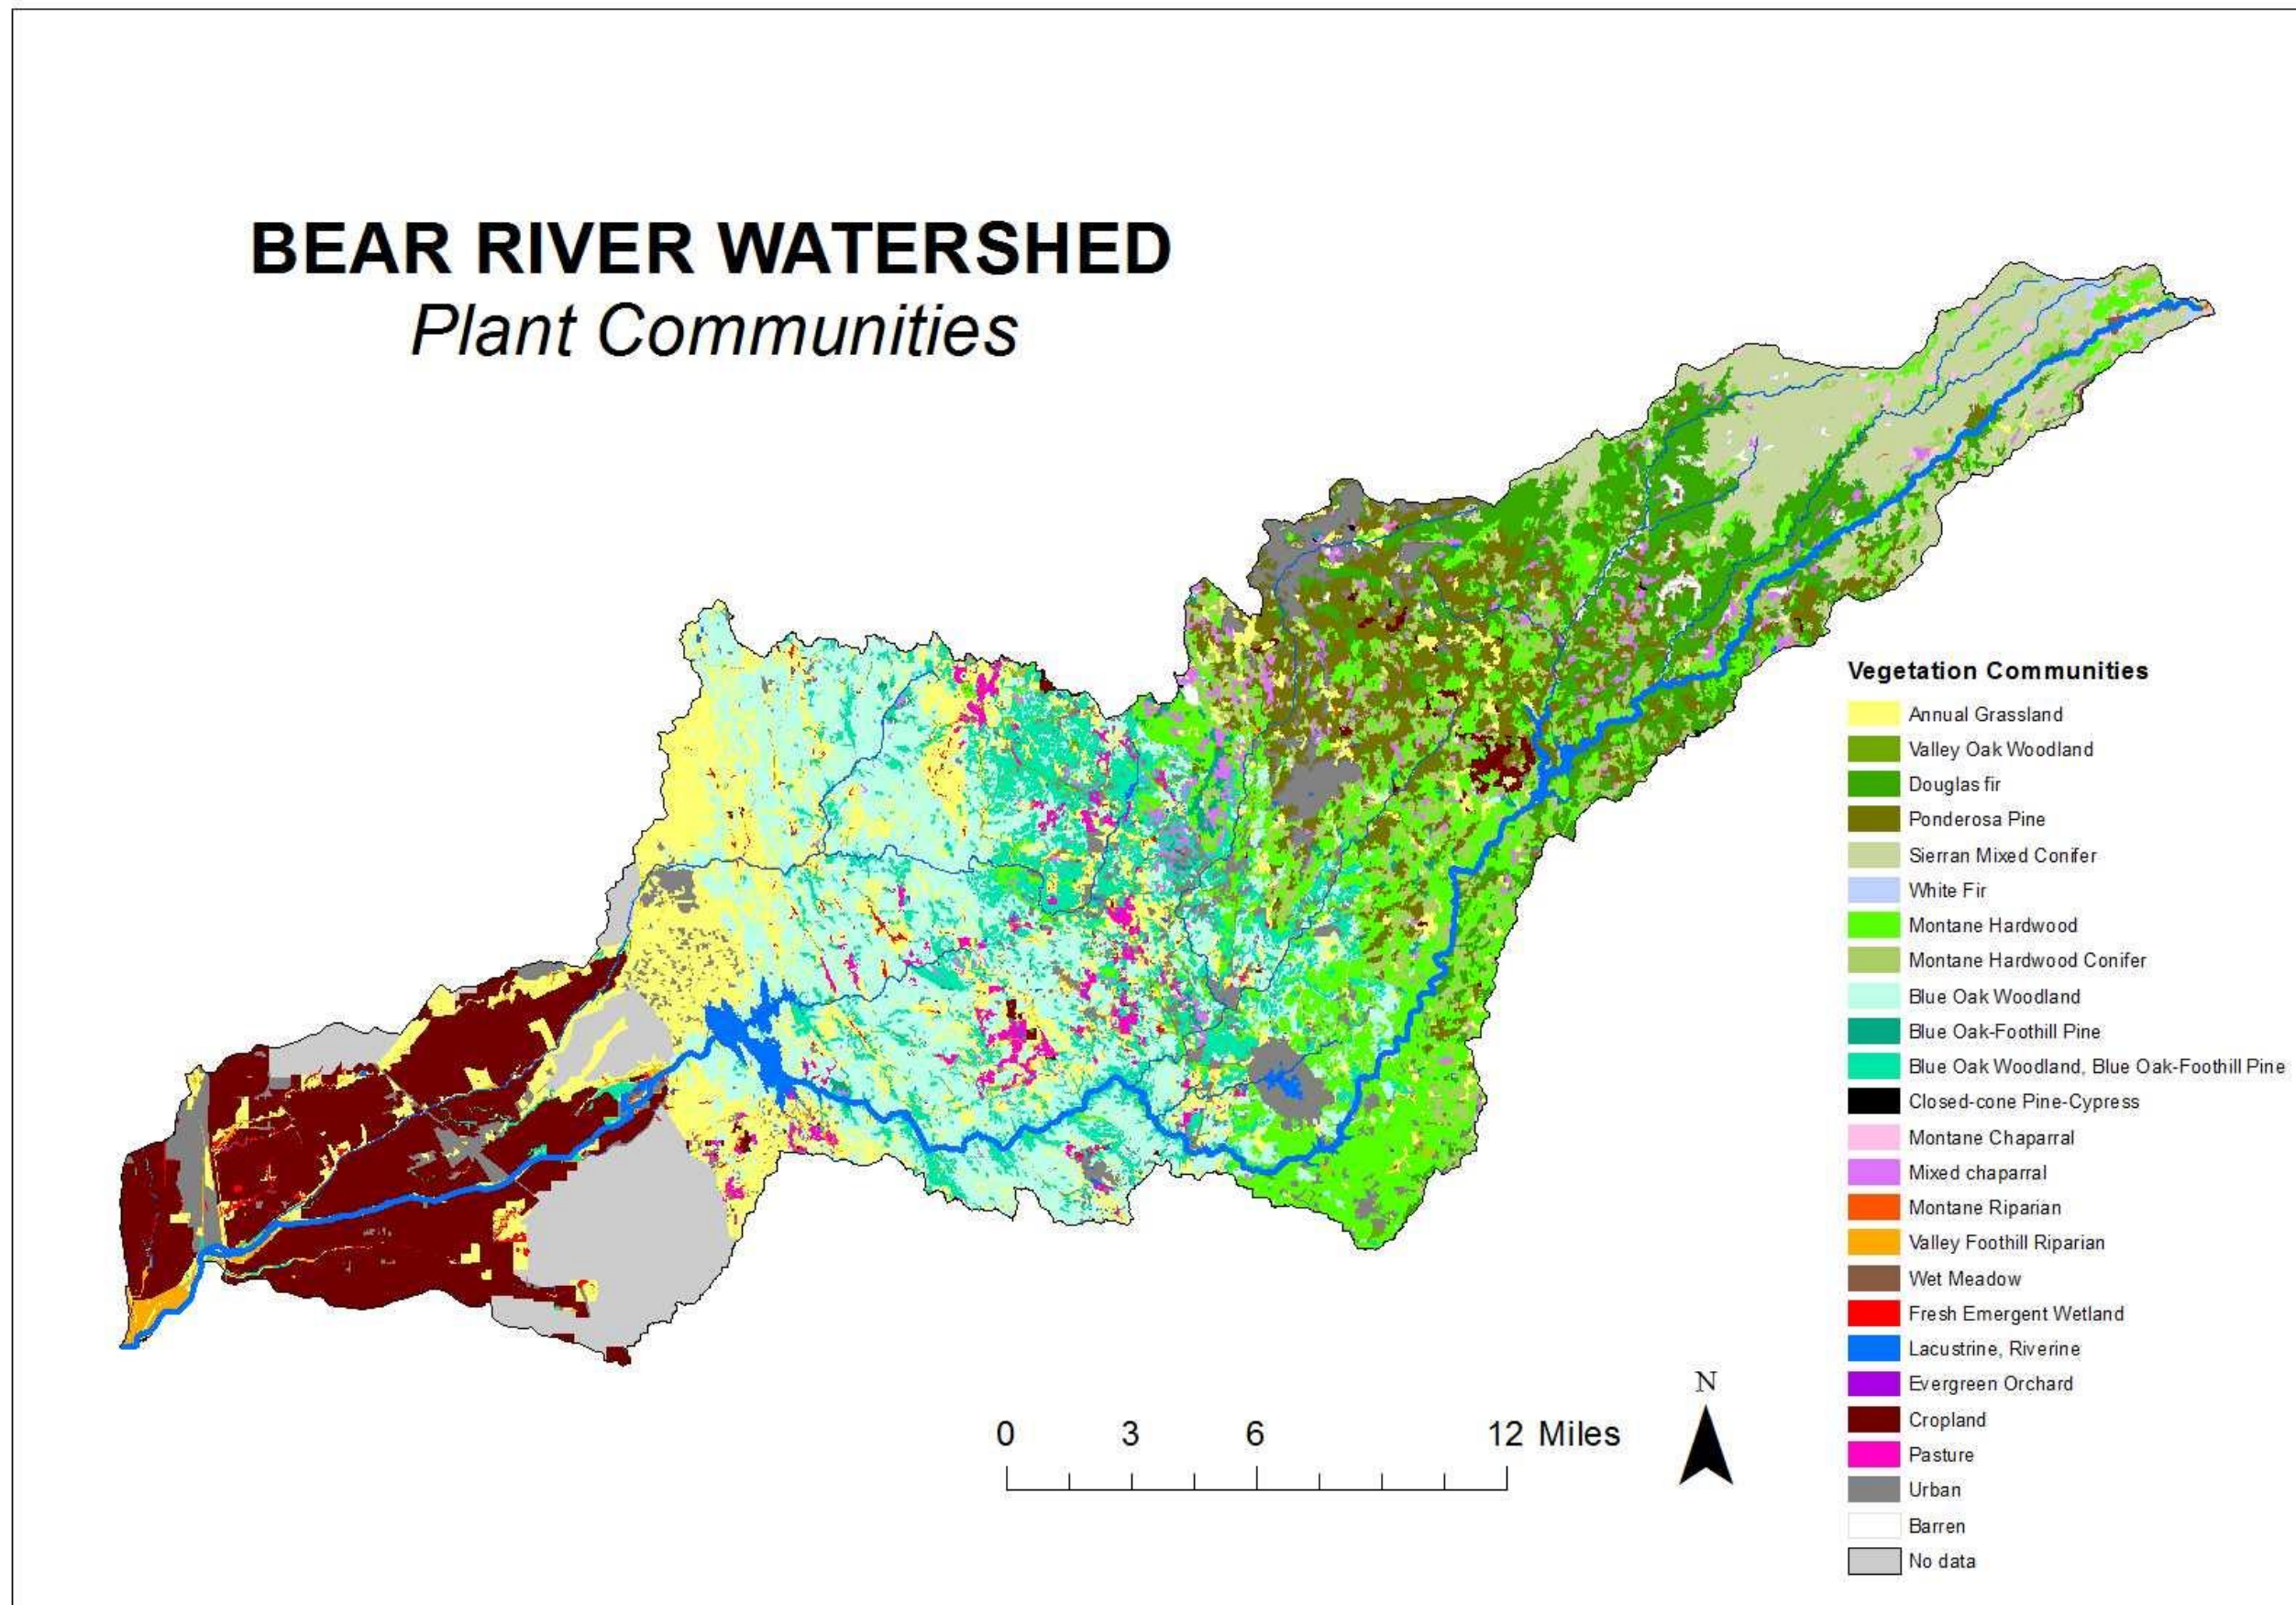 BEAR RIVER WATERSHED
Plant Communities
Vegetation Communities
Annual Grassland
Valley Oak Woodland
Douglas fir
Ponderosa Pine
Sierran Mixed Conifer
White Fir
Montane Hardwood
Montane Hardwood Conifer
Blue Oak Woodland
Blue Oak-Foothill Pine
Blue Oak Woodland, Blue Oak-Foothill Pine
Closed-cone Pine-Cypress
Montane Chaparral
Mixed chaparral
Montane Riparian
Valley Foothill Riparian
Wet Meadow
Fresh Emergent Wetland
Lacustrine, Riverine
Evergreen Orchard
Cropland
Pasture
Urban
Barren
No data
N
0 3 6 12 Miles